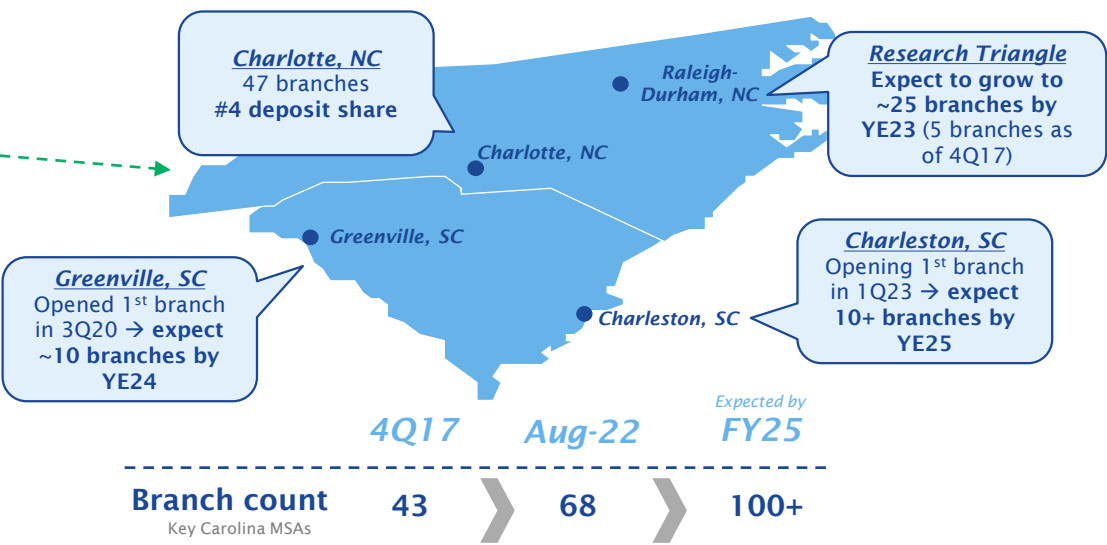 Charlotte, NC
47 branches
#4 deposit share
Raleigh-
Durham, NC
Research Triangle
Expect to grow to
~25 branches by
YE23 (5 branches as
of 4Q17)
Charlotte, NC
Greenville, SC
Greenville, SC
Opened 1st branch
in 3Q20 → expect
~10 branches by
YE24
Charleston, SC
Charleston, SC
Opening 1st branch
in 1Q23 → expect
10+ branches by
YE25
Expected by
4Q17 Aug-22 FY25
Branch count 43 68 100+
Key Carolina MSAs